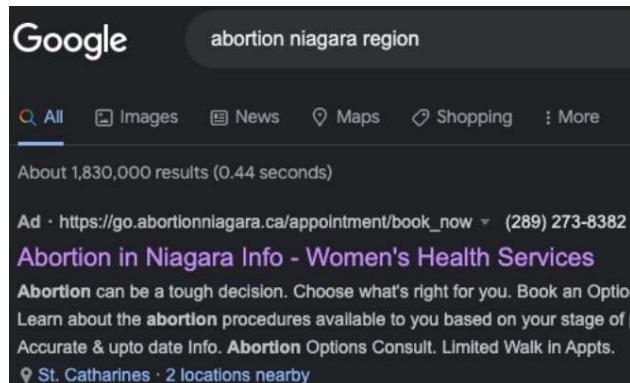 Google
abortion niagara region
All Images News Maps Shopping More
About 1,830,000 results (0.44 seconds)
Ad · https://go.abortionniagara.ca/appointment/book_now (289) 273-8382
Abortion in Niagara Info - Women's Health Services
Abortion can be a tough decision. Choose what's right for you. Book an Optio
Learn about the abortion procedures available to you based on your stage of
Accurate & upto date Info. Abortion Options Consult. Limited Walk in Appts.
St. Catharines · 2 locations nearby